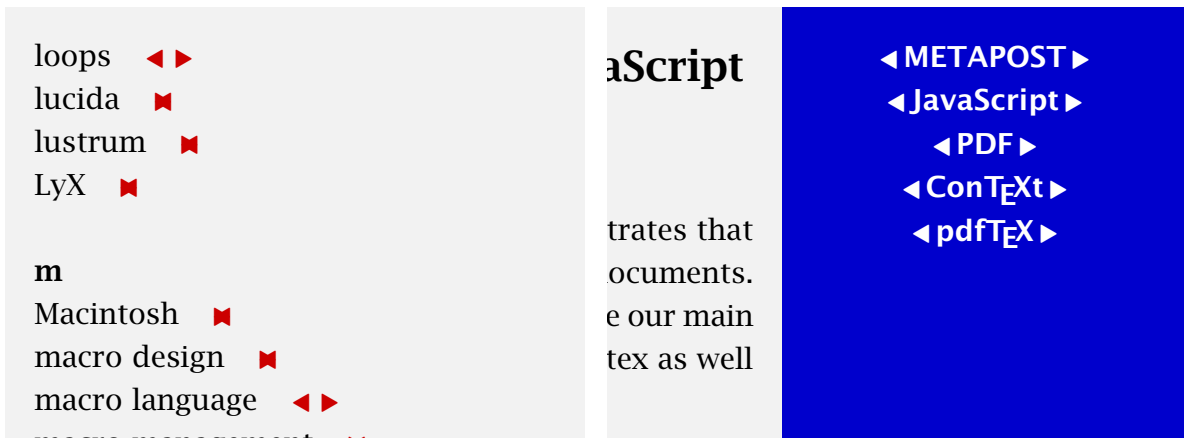 loops
lucida
lustrum
LyX
m
Macintosh
macro design
macro language
aScript
trates that
ocuments.
e our main
tex as well
METAPOST
JavaScript
PDF
ConTEXt
pdfTEX